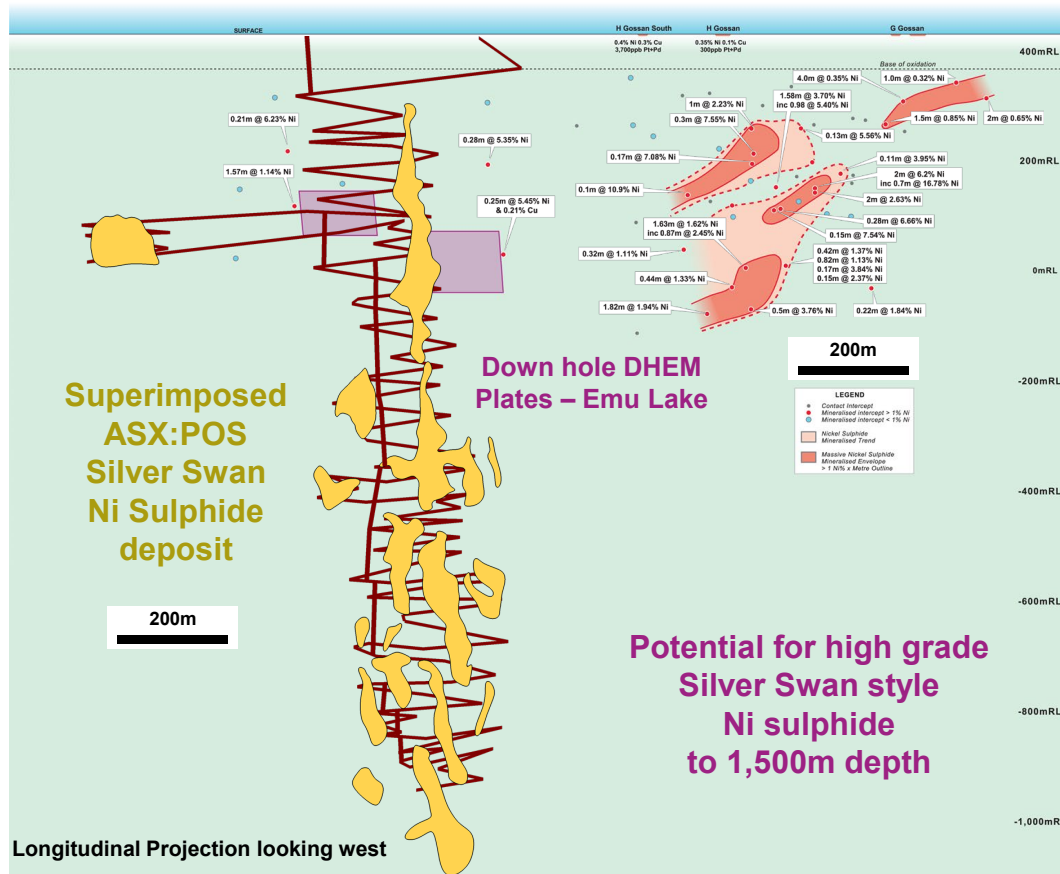 SURFACE
H Gossan South
0.4% Ni 0.3% Cu
3,700ppb Pt+Pd
H Gossan
0.35% Ni 0.1% Cu
300ppb Pt+Pd
G Gossan
400mRL
Base of oxidation
4.0m @ 0.35% Ni
1.0m @ 0.32% Ni
1.58m @ 3.70% Ni
inc 0.98 @ 5.40% Ni
1m @ 2.23% Ni
0.21m @ 6.23% Ni
0.3m @ 7.55% Ni
1.5m @ 0.85% Ni
2m @ 0.65% Ni
0.13m @ 5.56% Ni
0.28m @ 5.35% Ni
0.17m @ 7.08% Ni
0.11m @ 3.95% Ni
200mRL
1.57m @ 1.14% Ni
2m @ 6.2% Ni
inc 0.7m @ 16.78% Ni
0.1m @ 10.9% Ni
2m @ 2.63% Ni
0.25m @ 5.45% Ni
& 0.21% Cu
0.28m @ 6.66% Ni
1.63m @ 1.62% Ni
inc 0.87m @ 2.45% Ni
0.15m @ 7.54% Ni
0.32m @ 1.11% Ni
0.42m @ 1.37% Ni
0.82m @ 1.13% Ni
0.17m @ 3.84% Ni
0.15m @ 2.37% Ni
0mRL
0.44m @ 1.33% Ni
1.82m @ 1.94% Ni
0.5m @ 3.76% Ni
0.22m @ 1.84% Ni
200m
Down hole DHEM
Plates – Emu Lake
LEGEND
Contact Intercept
Mineralised intercept > 1% Ni
Mineralised intercept < 1% Ni
Nickel Sulphide
Mineralised Trend
Massive Nickel Sulphide
Mineralised Envelope
> 1 Ni% x Metre Outline
-200mRL
Superimposed
ASX:POS
Silver Swan
Ni Sulphide
deposit
200m
-400mRL
-600mRL
Potential for high grade
Silver Swan style
Ni sulphide
to 1,500m depth
-800mRL
-1,000mR
Longitudinal Projection looking west